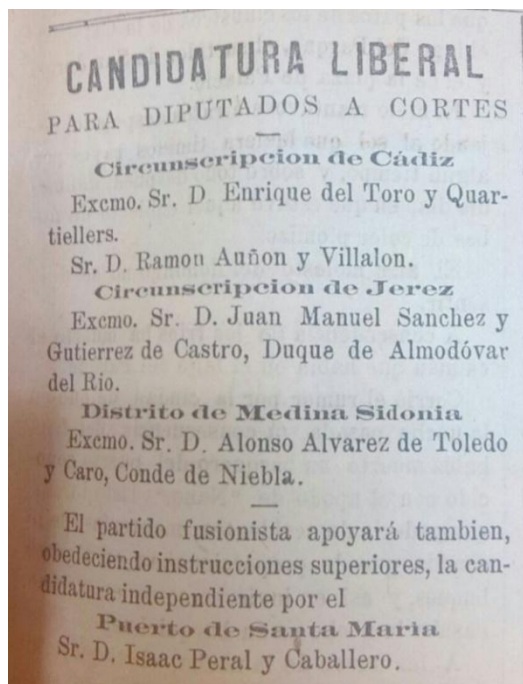 CANDIDATURA LIBERAL
PARA DIPUTADOS A CORTES
Circunscripcion de Cádiz
Excmo. Sr. D Enrique del Toro y Quar-
tiellers.
Sr. D. Ramon Auñon y Villalon.
Circunscripcion de Jerez
Excmo. Sr. D. Juan Manuel Sanchez y
Gutierrez de Castro, Duque de Almodóvar
del Rio.
Distrito de Medina Sidonia
Excmo. Sr. D. Alonso Alvarez de Toledo
y Caro, Conde de Niebla.
El partido fusionista apoyará tambien,
obedeciendo instrucciones superiores, la can-
didatura independiente por el
Puerto de Santa Maria
Sr. D. Isaac Peral y Caballero.